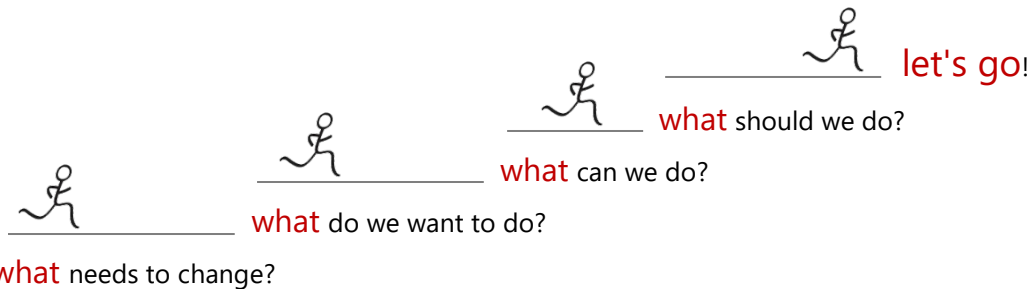 let's go!
what should we do?
what can we do?
what do we want to do?
what needs to change?